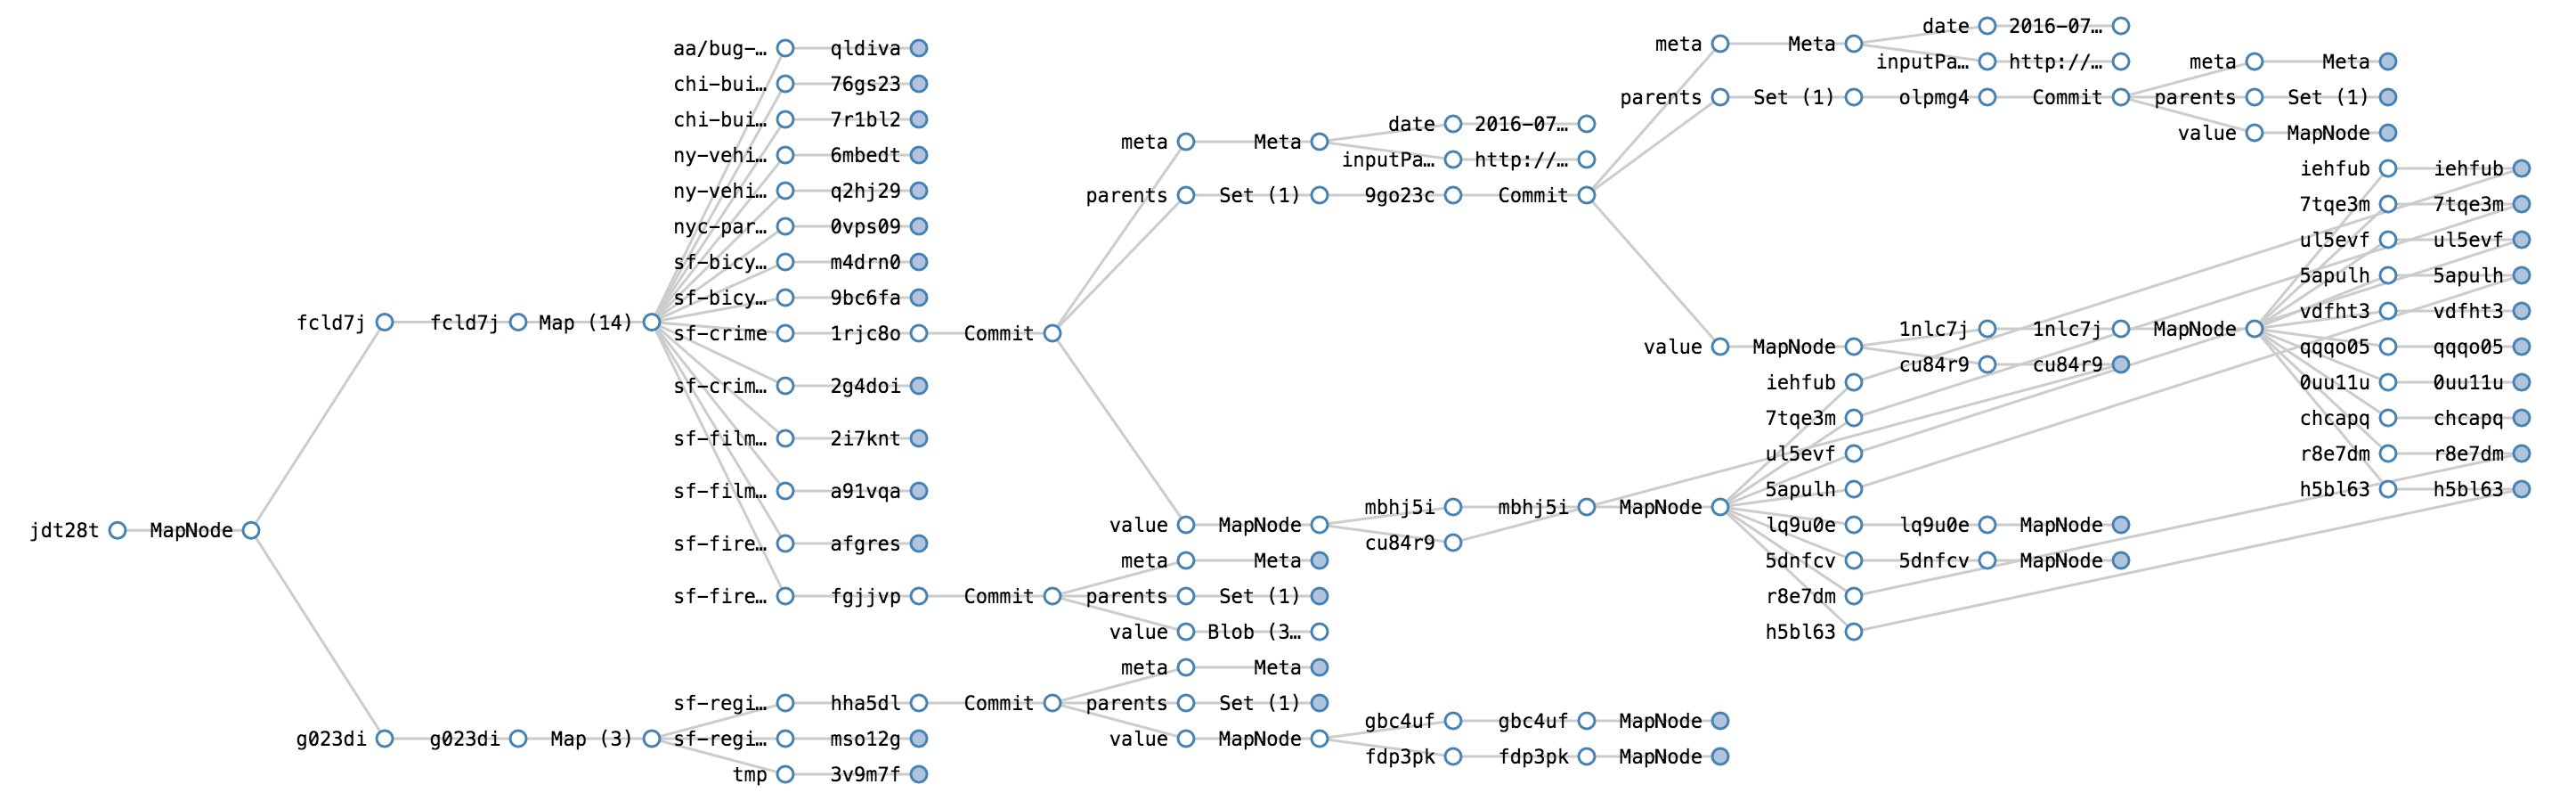 jdt28t MapNode
fcld7j fcld7j Map (14)
aa/bug-… qldiva
chi-bui… 76gs23
chi-bui… 7r1bl2
ny-vehi… 6mbedt
ny-vehi… q2hj29
nyc-par… 0vps09
sf-bicy… m4drn0
sf-bicy… 9bc6fa
sf-crime 1rjc8o Commit
sf-crim… 2g4doi
sf-film… 2i7knt
sf-film… a91vqa
sf-fire… afgres
sf-fire… fgjjvp Commit
g023di g023di Map (3)
sf-regi… hha5dl Commit
sf-regi… mso12g
tmp 3v9m7f
meta Meta
date 2016-07…
inputPa… http://…
parents Set (1) 9go23c Commit
value MapNode
mbhj5i mbhj5i MapNode
cu84r9
meta Meta
parents Set (1)
value Blob (3…
meta Meta
parents Set (1)
value MapNode
gbc4uf gbc4uf MapNode
fdp3pk fdp3pk MapNode
meta Meta
date 2016-07…
inputPa… http://…
parents Set (1) olpmg4 Commit
meta Meta
parents Set (1)
value MapNode
value MapNode
1nlc7j 1nlc7j MapNode
cu84r9 cu84r9
iehfub
7tqe3m
ul5evf
5apulh
lq9u0e lq9u0e MapNode
5dnfcv 5dnfcv MapNode
r8e7dm
h5bl63
iehfub iehfub
7tqe3m 7tqe3m
ul5evf ul5evf
5apulh 5apulh
vdfht3 vdfht3
qqqo05 qqqo05
0uu11u 0uu11u
chcapq chcapq
r8e7dm r8e7dm
h5bl63 h5bl63